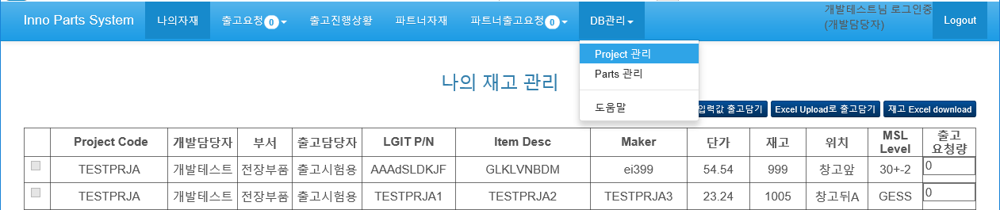 Inno Parts System 나의자재 출고요청 0 출고진행상황 파트너자재 파트너출고요청 0 DB관리 개발테스트님 로그인중 Logout
(개발담당자)
Project 관리
Parts 관리
도움말
나의 재고 관리
입력값 출고담기 Excel Upload로 출고담기 재고 Excel download
Project Code 개발담당자 부서 출고담당자 LGIT P/N Item Desc Maker 단가 재고 위치 MSL Level 출고 요청량
TESTPRJA 개발테스트 전장부품 출고시험용 AAAdSLDKJF GLKLVNBDM ei399 54.54 999 창고앞 30+-2 0
TESTPRJA 개발테스트 전장부품 출고시험용 TESTPRJA1 TESTPRJA2 TESTPRJA3 23.24 1005 창고뒤A GESS 0